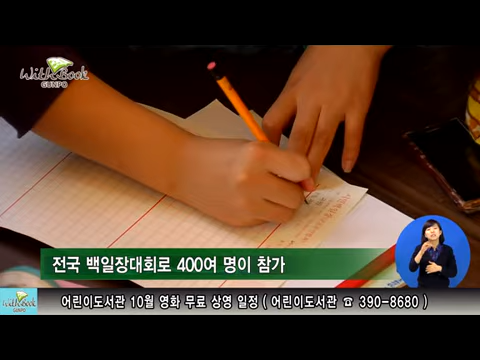 With Book
GUNPO
전국 백일장대회로 400여 명이 참가
With Book
GUNPO
어린이도서관 10월 영화 무료 상영 일정 ( 어린이도서관 ☎ 390-8680 )